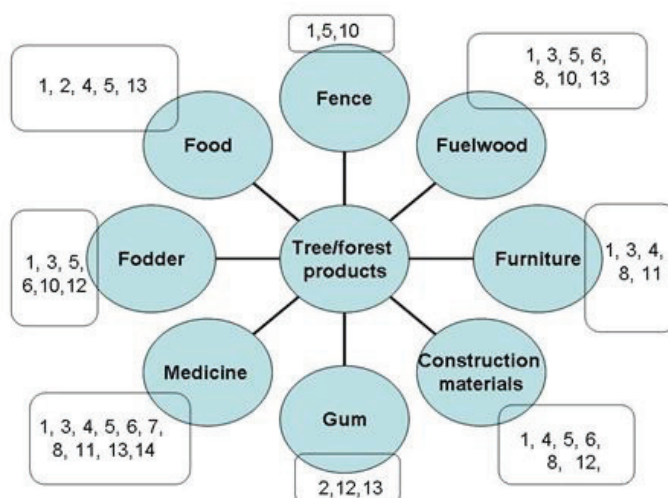 1,5,10
Fence
1, 3, 5, 6,
8, 10, 13
Fuelwood
1, 2, 4, 5, 13
Food
1, 3, 5,
6,10,12
Fodder
Tree/forest
products
Furniture
1, 3, 4,
8, 11
Medicine
1, 3, 4, 5, 6, 7,
8, 11, 13,14
Gum
2,12,13
Construction
materials
1, 4, 5, 6,
8, 12,